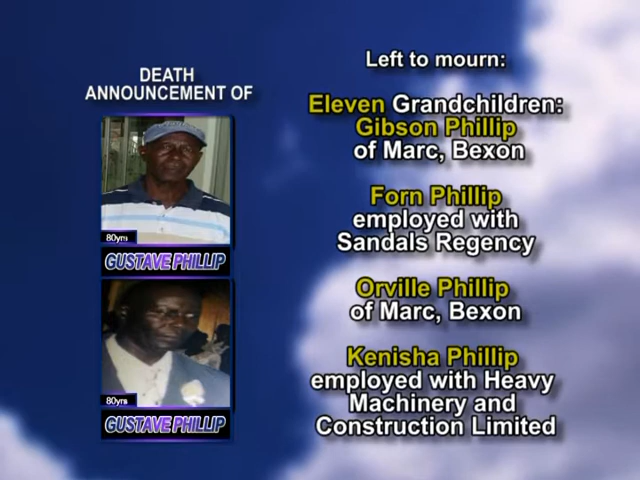 DEATH
ANNOUNCEMENT OF
80yrs
GUSTAVE PHILLIP
80yrs
GUSTAVE PHILLIP
Left to mourn:
Eleven Grandchildren:
Gibson Phillip
of Marc, Bexon
Forn Phillip
employed with
Sandals Regency
Orville Phillip
of Marc, Bexon
Kenisha Phillip
employed with Heavy
Machinery and
Construction Limited